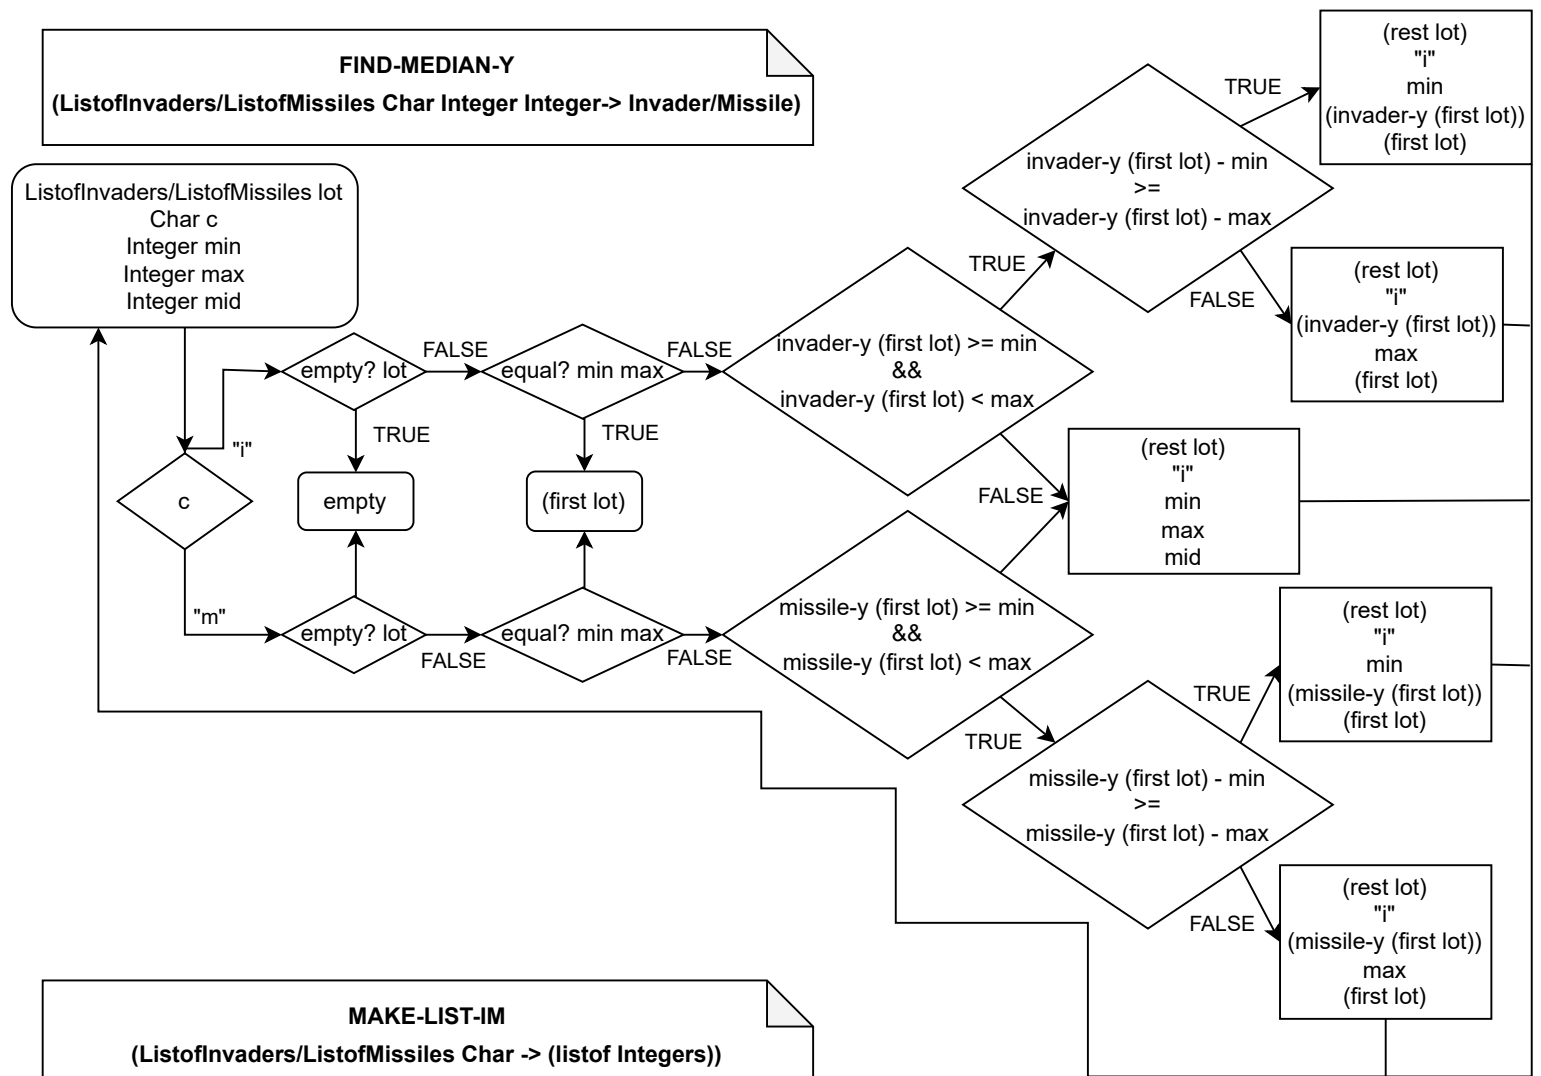 FIND-MEDIAN-Y
(ListofInvaders/ListofMissiles Char Integer Integer-> Invader/Missile)
ListofInvaders/ListofMissiles lot
Char c
Integer min
Integer max
Integer mid
c
"i"
"m"
empty? lot
FALSE
TRUE
equal? min max
FALSE
TRUE
empty
(first lot)
empty? lot
FALSE
equal? min max
FALSE
invader-y (first lot) >= min
&&
invader-y (first lot) < max
TRUE
FALSE
missile-y (first lot) >= min
&&
missile-y (first lot) < max
TRUE
invader-y (first lot) - min
>=
invader-y (first lot) - max
TRUE
FALSE
(rest lot)
"i"
min
(invader-y (first lot))
(first lot)
(rest lot)
"i"
(invader-y (first lot))
max
(first lot)
(rest lot)
"i"
min
max
mid
missile-y (first lot) - min
>=
missile-y (first lot) - max
TRUE
FALSE
(rest lot)
"i"
min
(missile-y (first lot))
(first lot)
(rest lot)
"i"
(missile-y (first lot))
max
(first lot)
MAKE-LIST-IM
(ListofInvaders/ListofMissiles Char -> (listof Integers))